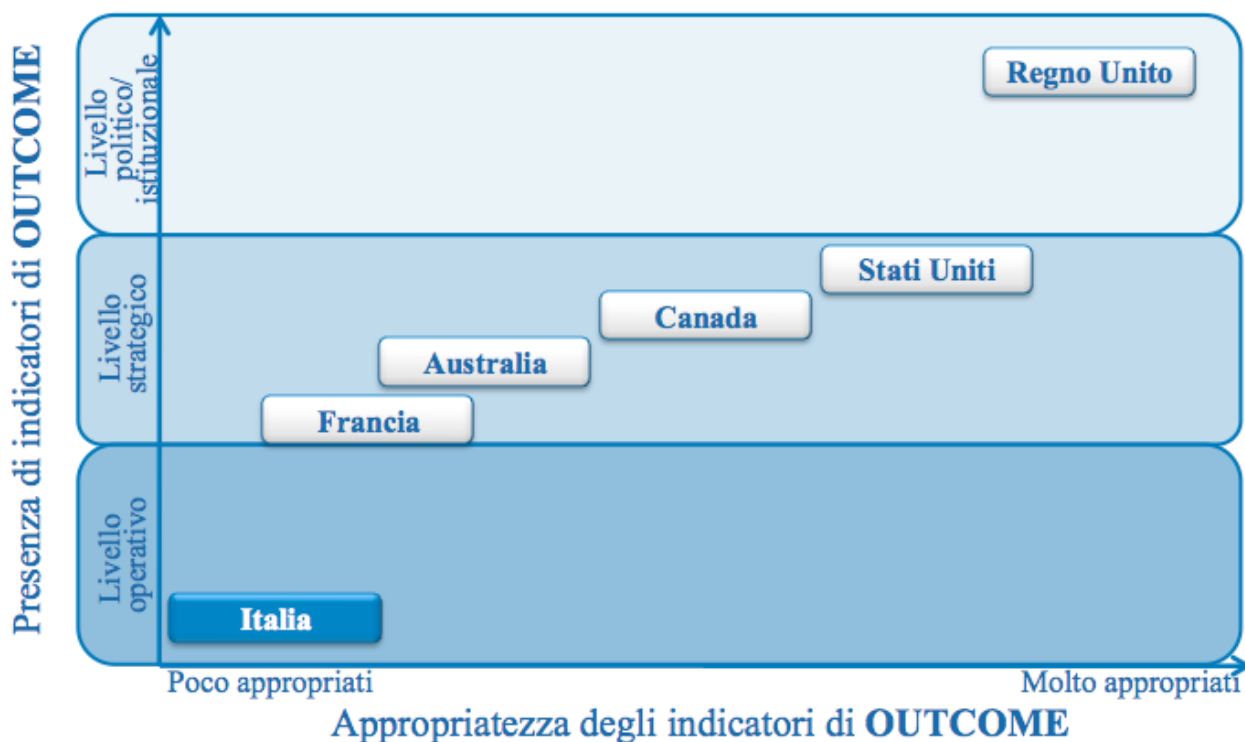 Presenza di indicatori di OUTCOME
Livello
politico/
istituzionale
Regno Unito
Livello
strategico
Stati Uniti
Canada
Australia
Francia
Livello
operativo
Italia
Poco appropriati
Molto appropriati
Appropriatezza degli indicatori di OUTCOME